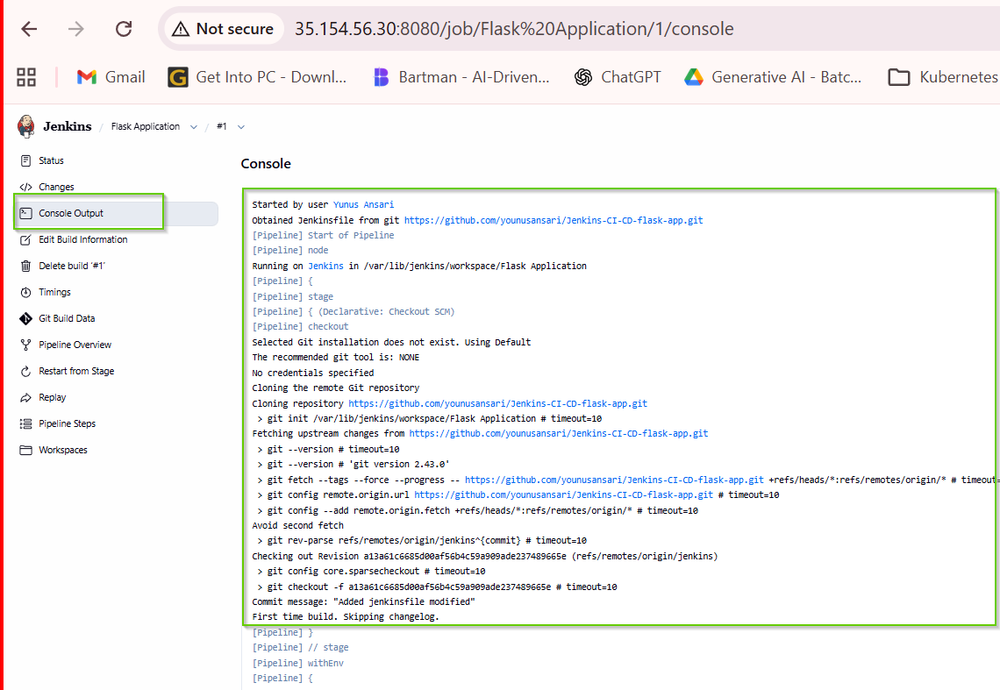 Not secure 35.154.56.30:8080/job/Flask%20Application/1/console
Gmail Get Into PC - Downl... Bartman - AI-Driven... ChatGPT Generative AI - Batc... Kubernetes
Jenkins / Flask Application / #1
Status
Changes
Console Output
Edit Build Information
Delete build '#1'
Timings
Git Build Data
Pipeline Overview
Restart from Stage
Replay
Pipeline Steps
Workspaces
Console
Started by user Yunus Ansari
Obtained Jenkinsfile from git https://github.com/younusansari/Jenkins-CI-CD-flask-app.git
[Pipeline] Start of Pipeline
[Pipeline] node
Running on Jenkins in /var/lib/jenkins/workspace/Flask Application
[Pipeline] {
[Pipeline] stage
[Pipeline] { (Declarative: Checkout SCM)
[Pipeline] checkout
Selected Git installation does not exist. Using Default
The recommended git tool is: NONE
No credentials specified
Cloning the remote Git repository
Cloning repository https://github.com/younusansari/Jenkins-CI-CD-flask-app.git
> git init /var/lib/jenkins/workspace/Flask Application # timeout=10
Fetching upstream changes from https://github.com/younusansari/Jenkins-CI-CD-flask-app.git
> git --version # timeout=10
> git --version # 'git version 2.43.0'
> git fetch --tags --force --progress -- https://github.com/younusansari/Jenkins-CI-CD-flask-app.git +refs/heads/*:refs/remotes/origin/* # timeout=
> git config remote.origin.url https://github.com/younusansari/Jenkins-CI-CD-flask-app.git # timeout=10
> git config --add remote.origin.fetch +refs/heads/*:refs/remotes/origin/* # timeout=10
Avoid second fetch
> git rev-parse refs/remotes/origin/jenkins^{commit} # timeout=10
Checking out Revision a13a61c6685d00af56b4c59a909ade237489665e (refs/remotes/origin/jenkins)
> git config core.sparsecheckout # timeout=10
> git checkout -f a13a61c6685d00af56b4c59a909ade237489665e # timeout=10
Commit message: "Added jenkinsfile modified"
First time build. Skipping changelog.
[Pipeline] }
[Pipeline] // stage
[Pipeline] withEnv
[Pipeline] {